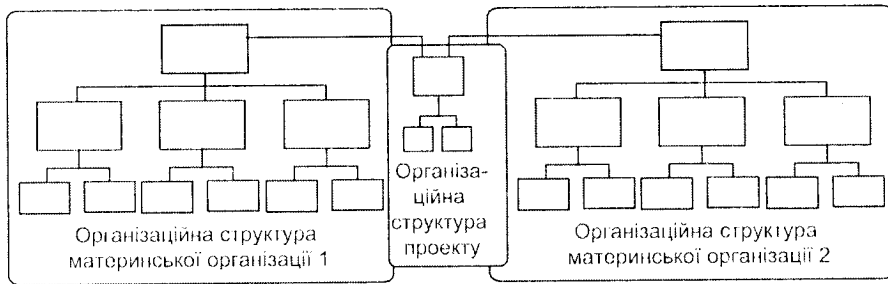 Організаційна структура
материнської організації 1
Організа-
ційна
структура
проекту
Організаційна структура
материнської організації 2